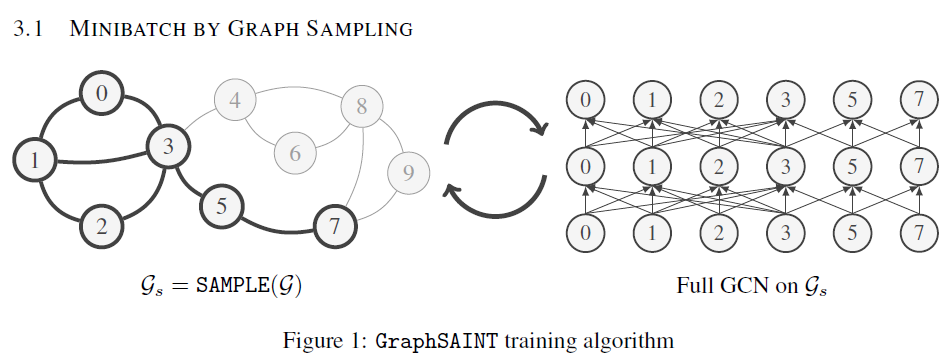 3.1 MINIBATCH BY GRAPH SAMPLING
0
4
8
1
3
6
9
2
5
7
0 1 2 3 5 7
0 1 2 3 5 7
0 1 2 3 5 7
𝒢ₛ = SAMPLE(𝒢)
Full GCN on 𝒢ₛ
Figure 1: GraphSAINT training algorithm